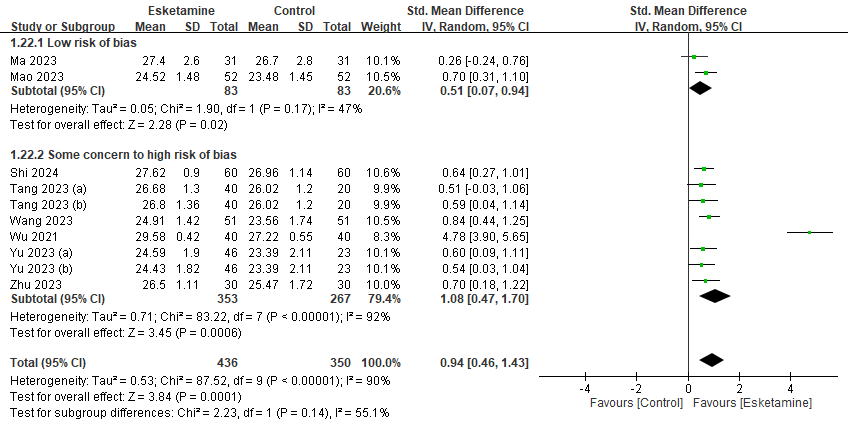 Esketamine Control Std. Mean Difference Std. Mean Difference
Study or Subgroup Mean SD Total Mean SD Total Weight IV, Random, 95% CI IV, Random, 95% CI
1.22.1 Low risk of bias
Ma 2023 27.4 2.6 31 26.7 2.8 31 10.1% 0.26 [-0.24, 0.76]
Mao 2023 24.52 1.48 52 23.48 1.45 52 10.5% 0.70 [0.31, 1.10]
Subtotal (95% CI) 83 83 20.6% 0.51 [0.07, 0.94]
Heterogeneity: Tau² = 0.05; Chi² = 1.90, df = 1 (P = 0.17); I² = 47%
Test for overall effect: Z = 2.28 (P = 0.02)
1.22.2 Some concern to high risk of bias
Shi 2024 27.62 0.9 60 26.96 1.14 60 10.6% 0.64 [0.27, 1.01]
Tang 2023 (a) 26.68 1.3 40 26.02 1.2 20 9.9% 0.51 [-0.03, 1.06]
Tang 2023 (b) 26.8 1.36 40 26.02 1.2 20 9.9% 0.59 [0.04, 1.14]
Wang 2023 24.91 1.42 51 23.56 1.74 51 10.5% 0.84 [0.44, 1.25]
Wu 2021 29.58 0.42 40 27.22 0.55 40 8.3% 4.78 [3.90, 5.65]
Yu 2023 (a) 24.59 1.9 46 23.39 2.11 23 10.0% 0.60 [0.09, 1.11]
Yu 2023 (b) 24.43 1.82 46 23.39 2.11 23 10.0% 0.54 [0.03, 1.04]
Zhu 2023 26.5 1.11 30 25.47 1.72 30 10.0% 0.70 [0.18, 1.22]
Subtotal (95% CI) 353 267 79.4% 1.08 [0.47, 1.70]
Heterogeneity: Tau² = 0.71; Chi² = 83.22, df = 7 (P < 0.00001); I² = 92%
Test for overall effect: Z = 3.45 (P = 0.0006)
Total (95% CI) 436 350 100.0% 0.94 [0.46, 1.43]
Heterogeneity: Tau² = 0.53; Chi² = 87.52, df = 9 (P < 0.00001); I² = 90%
Test for overall effect: Z = 3.84 (P = 0.0001)
Test for subgroup differences: Chi² = 2.23, df = 1 (P = 0.14), I² = 55.1%
-4 -2 0 2 4
Favours [Control] Favours [Esketamine]